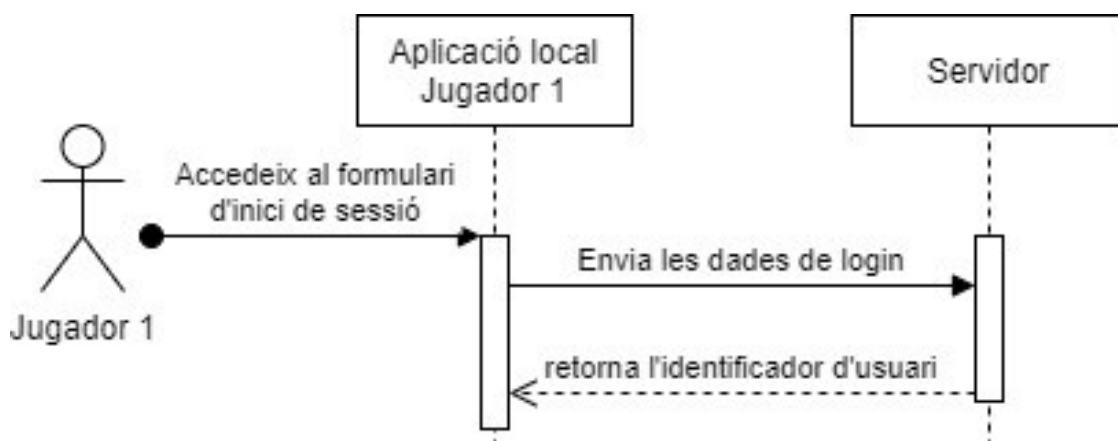 Aplicació local
Jugador 1
Servidor
Accedeix al formulari
d'inici de sessió
Envia les dades de login
Jugador 1
retorna l'identificador d'usuari